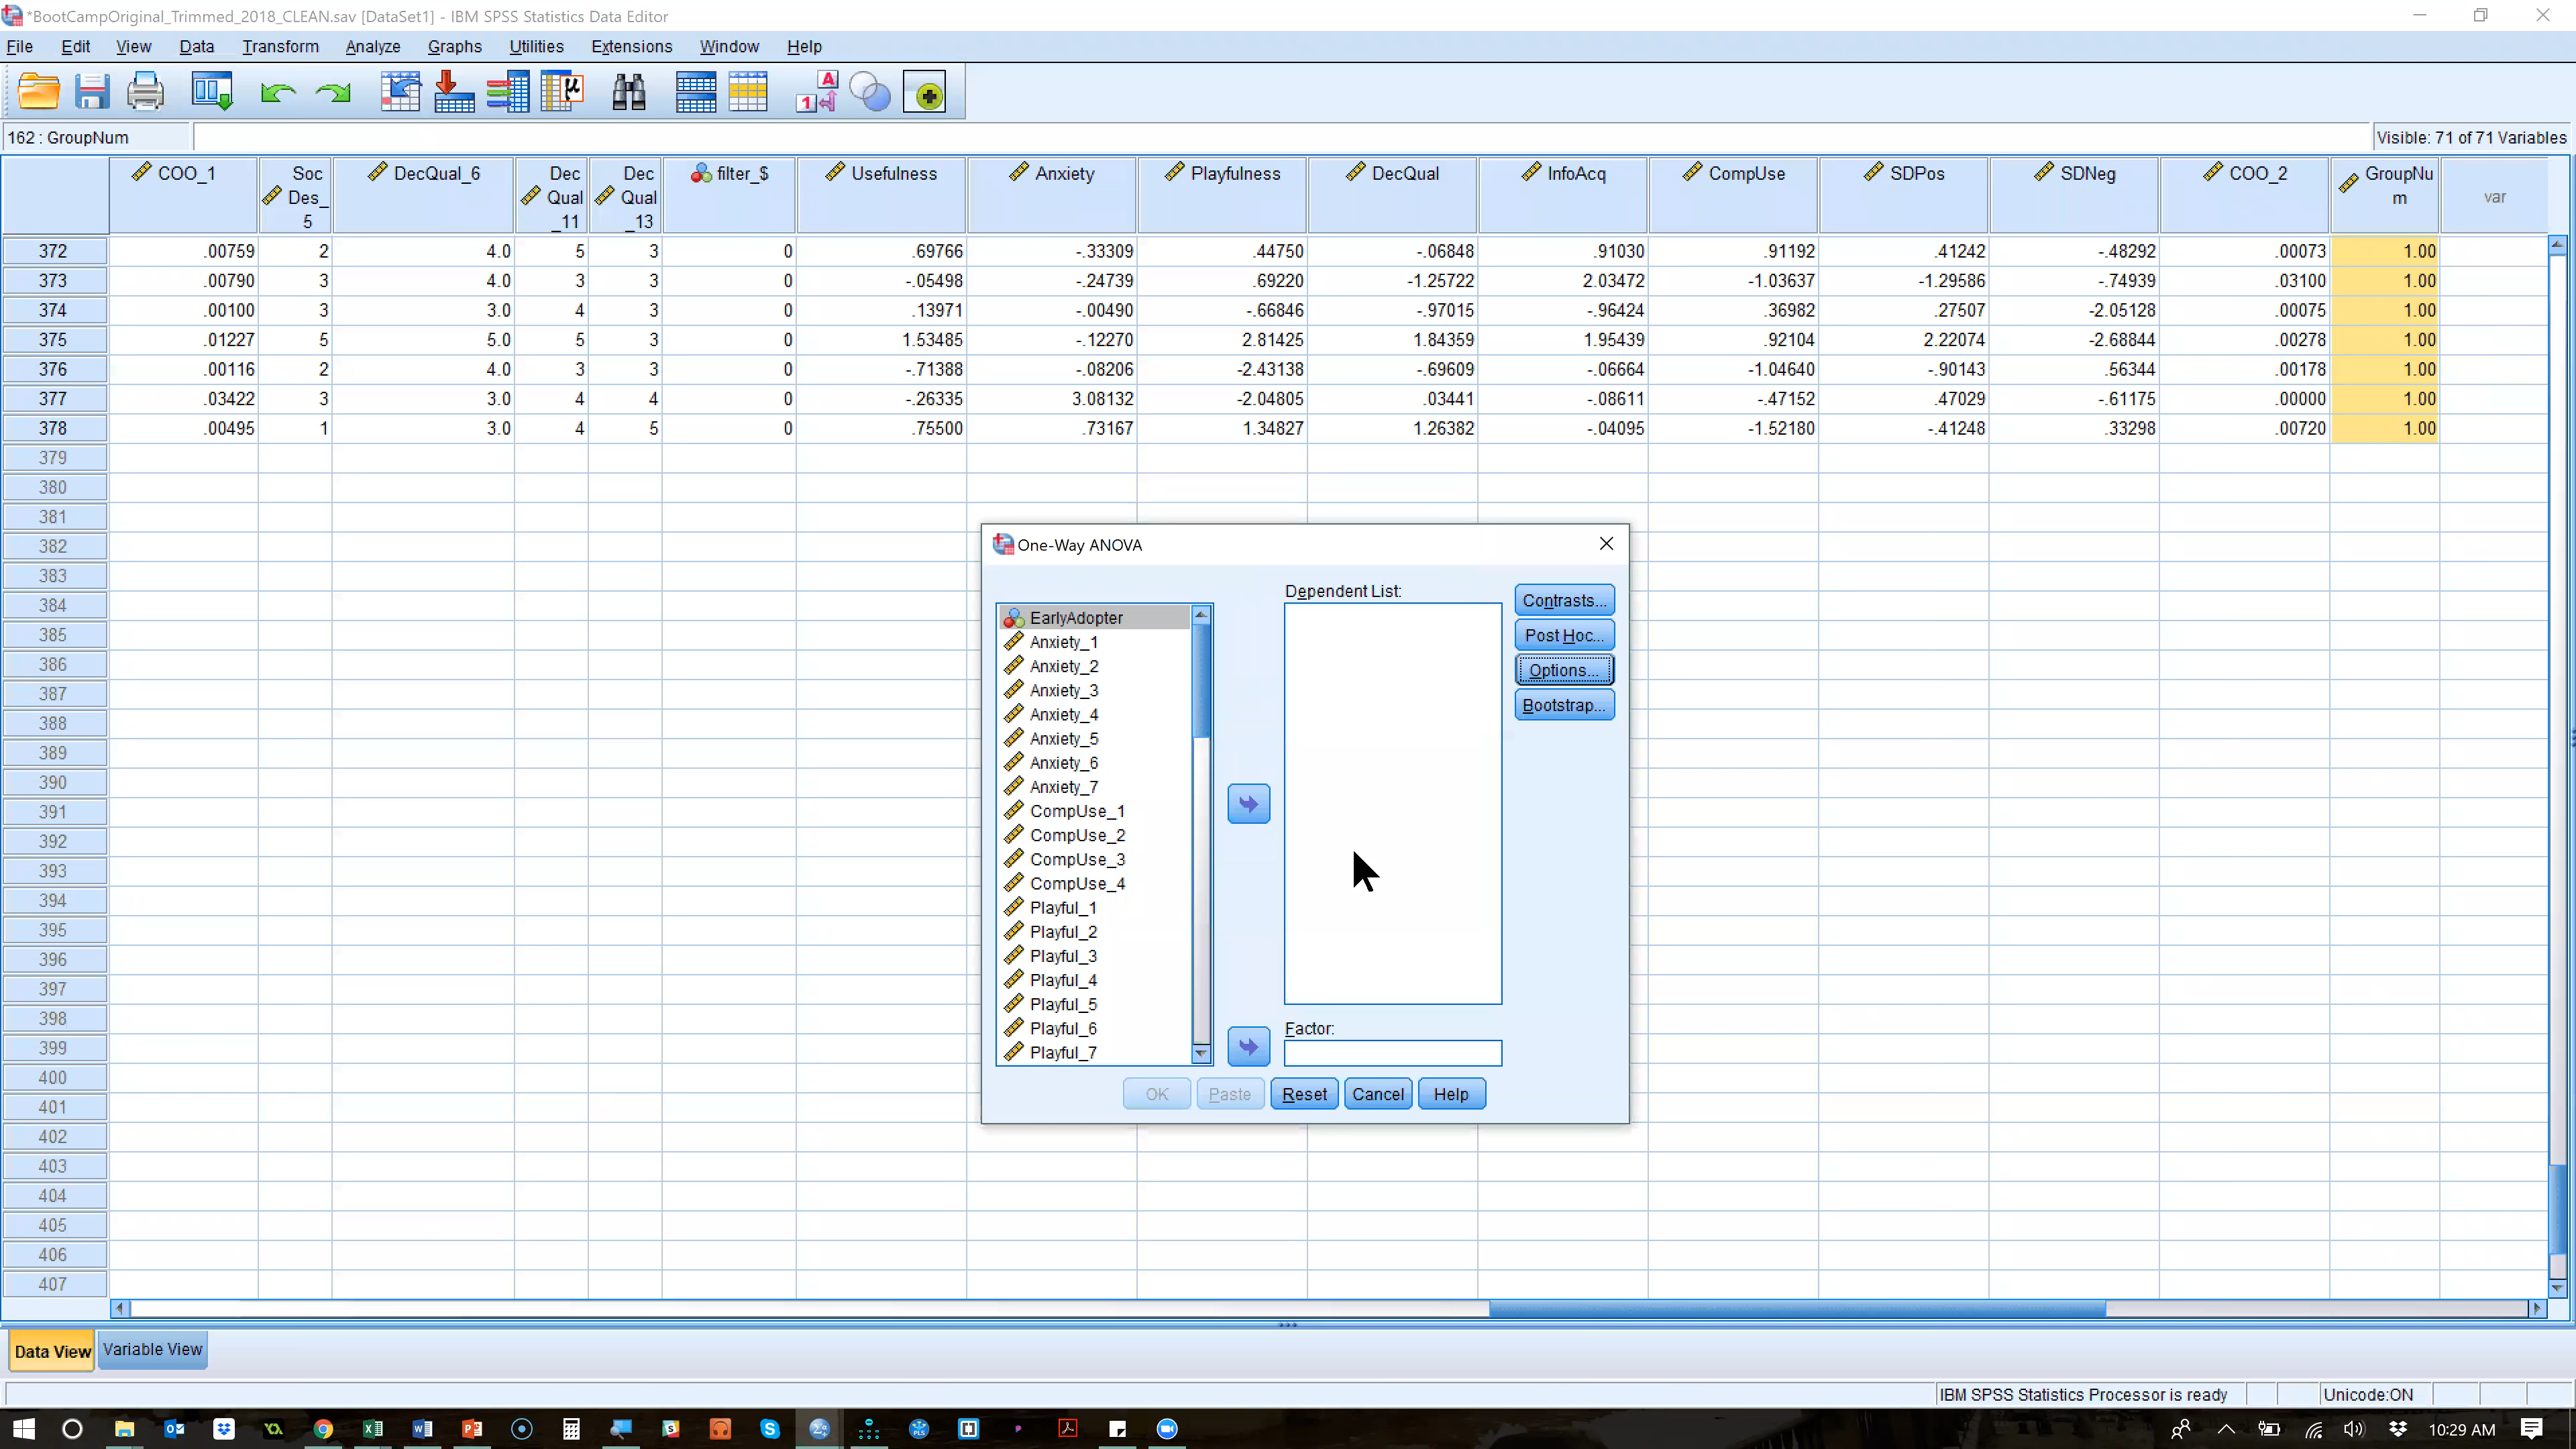 *BootCampOriginal_Trimmed_2018_CLEAN.sav [DataSet1] - IBM SPSS Statistics Data Editor
File Edit View Data Transform Analyze Graphs Utilities Extensions Window Help
162 : GroupNum Visible: 71 of 71 Variables
COO_1 Soc Des_ 5 DecQual_6 Dec Qual _11 Dec Qual _13 filter_$ Usefulness Anxiety Playfulness DecQual InfoAcq CompUse SDPos SDNeg COO_2 GroupNu m var
372 .00759 2 4.0 5 3 0 .69766 -.33309 .44750 -.06848 .91030 .91192 .41242 -.48292 .00073 1.00
373 .00790 3 4.0 3 3 0 -.05498 -.24739 .69220 -1.25722 2.03472 -1.03637 -1.29586 -.74939 .03100 1.00
374 .00100 3 3.0 4 3 0 .13971 -.00490 -.66846 -.97015 -.96424 .36982 .27507 -2.05128 .00075 1.00
375 .01227 5 5.0 5 3 0 1.53485 -.12270 2.81425 1.84359 1.95439 .92104 2.22074 -2.68844 .00278 1.00
376 .00116 2 4.0 3 3 0 -.71388 -.08206 -2.43138 -.69609 -.06664 -1.04640 -.90143 .56344 .00178 1.00
377 .03422 3 3.0 4 4 0 -.26335 3.08132 -2.04805 .03441 -.08611 -.47152 .47029 -.61175 .00000 1.00
378 .00495 1 3.0 4 5 0 .75500 .73167 1.34827 1.26382 -.04095 -1.52180 -.41248 .33298 .00720 1.00
379
380
381
382
383
384
385
386
387
388
389
390
391
392
393
394
395
396
397
398
399
400
401
402
403
404
405
406
407
One-Way ANOVA
Dependent List:
EarlyAdopter
Anxiety_1
Anxiety_2
Anxiety_3
Anxiety_4
Anxiety_5
Anxiety_6
Anxiety_7
CompUse_1
CompUse_2
CompUse_3
CompUse_4
Playful_1
Playful_2
Playful_3
Playful_4
Playful_5
Playful_6
Playful_7
Contrasts...
Post Hoc...
Options...
Bootstrap...
Factor:
OK Paste Reset Cancel Help
Data View Variable View
IBM SPSS Statistics Processor is ready Unicode:ON
10:29 AM